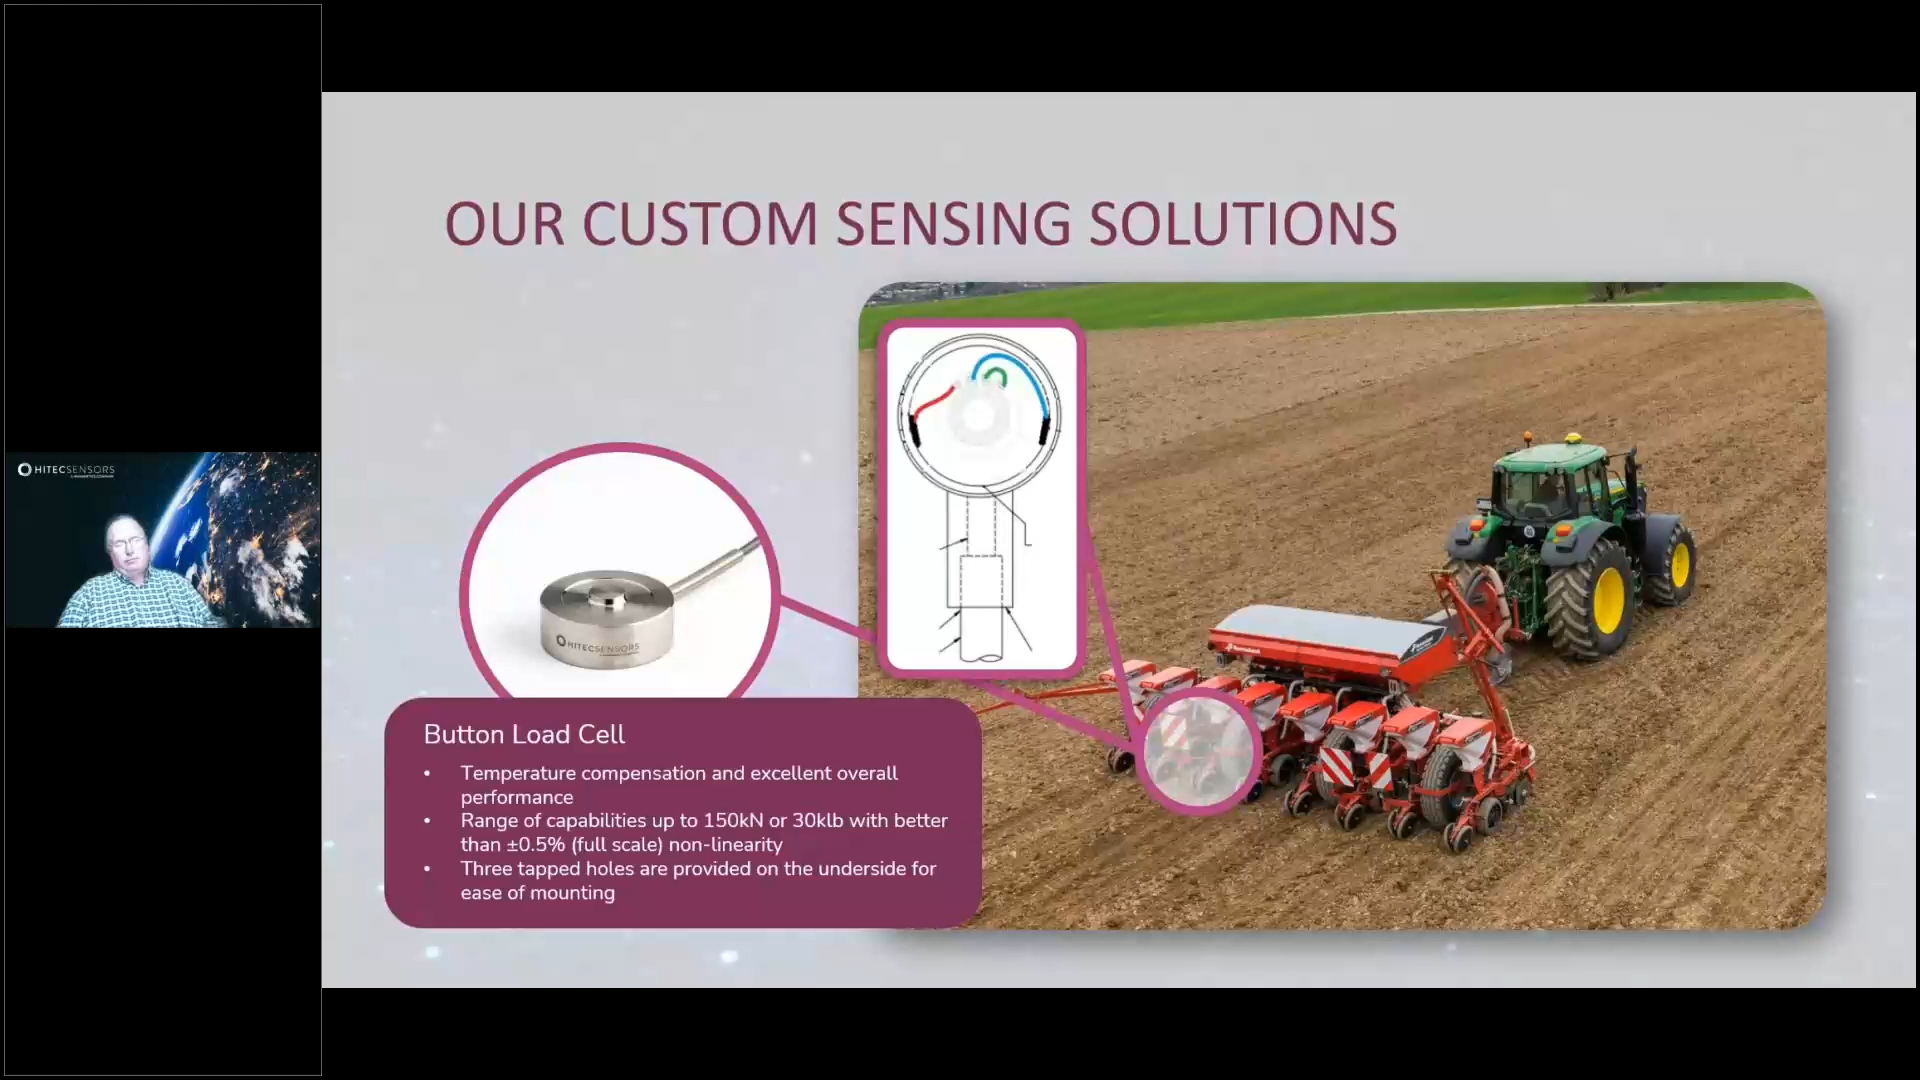 OUR CUSTOM SENSING SOLUTIONS
HITECSENSORS
HITECSENSORS
Button Load Cell
• Temperature compensation and excellent overall
performance
• Range of capabilities up to 150kN or 30klb with better
than ±0.5% (full scale) non-linearity
• Three tapped holes are provided on the underside for
ease of mounting